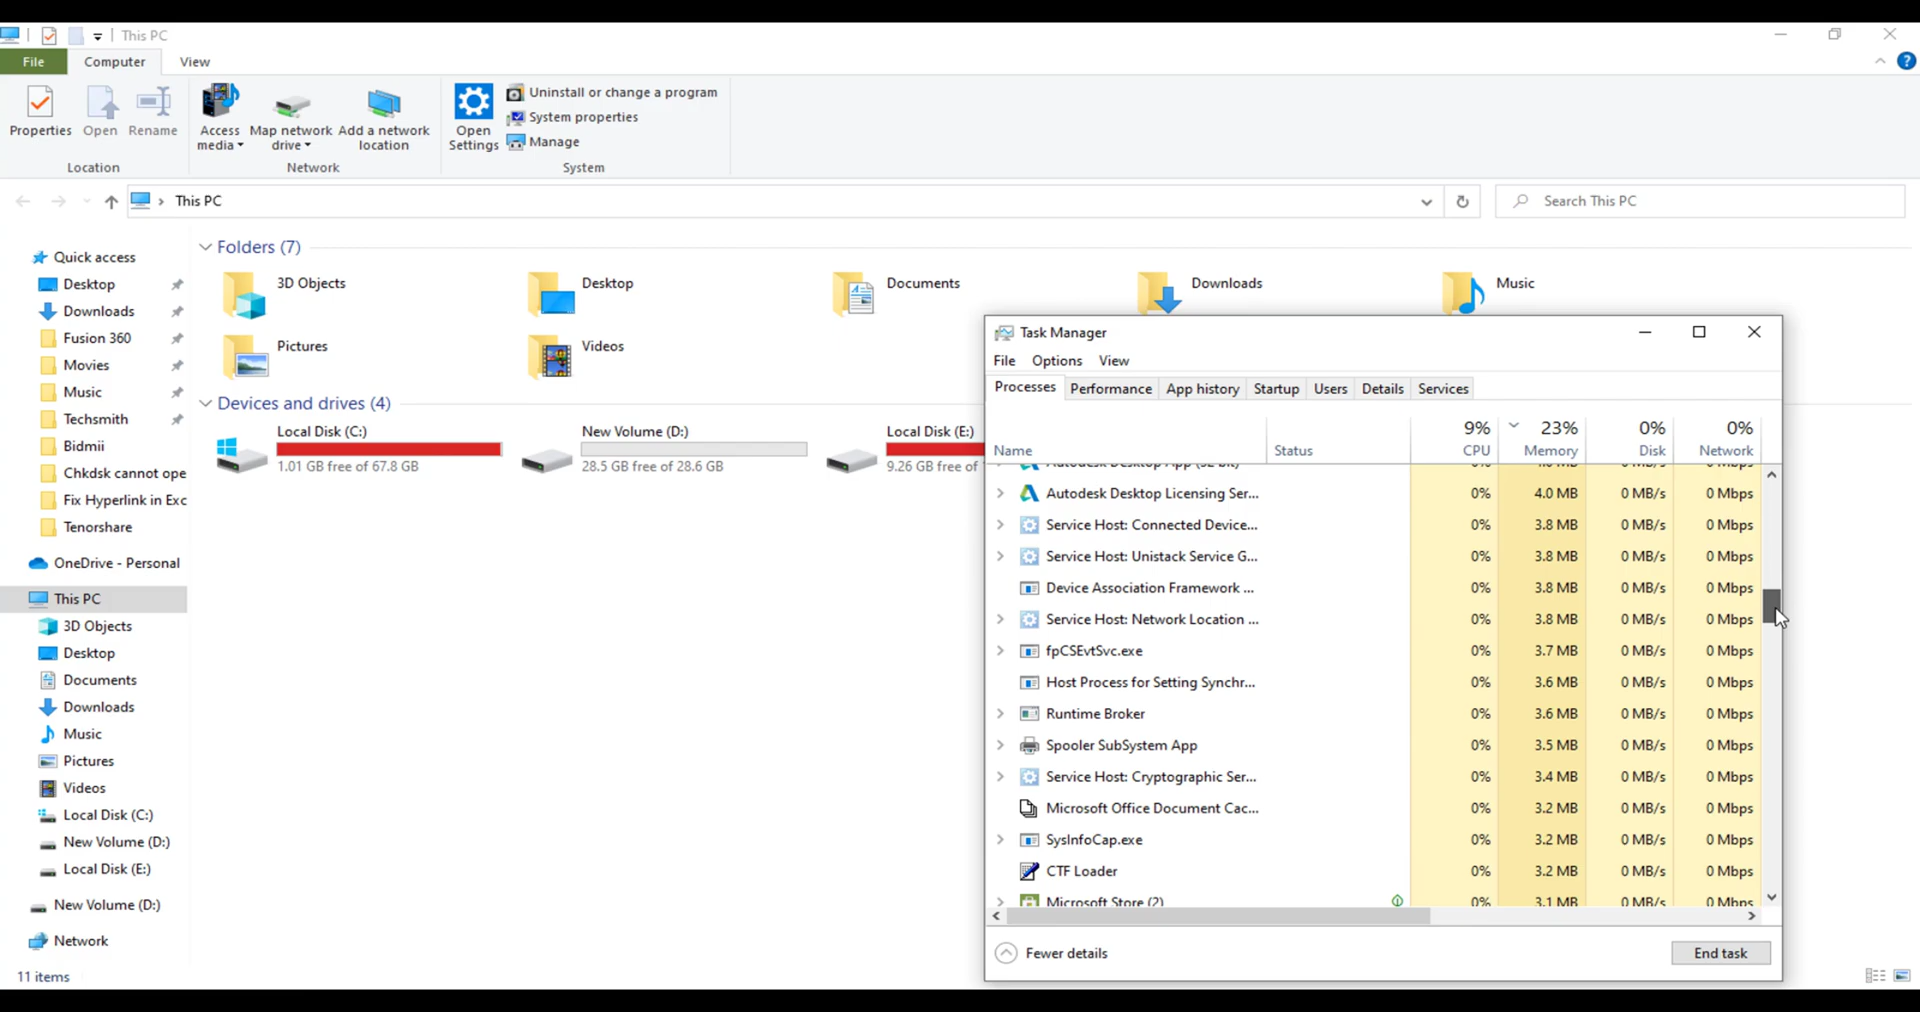 This PC
File Computer View
Properties Open Rename Access media Map network drive Add a network location Open Settings Uninstall or change a program
System properties
Manage
Location Network System
This PC Search This PC
Quick access
Desktop
Downloads
Fusion 360
Movies
Music
Techsmith
Bidmii
Chkdsk cannot ope
Fix Hyperlink in Exc
Tenorshare
OneDrive - Personal
This PC
3D Objects
Desktop
Documents
Downloads
Music
Pictures
Videos
Local Disk (C:)
New Volume (D:)
Local Disk (E:)
New Volume (D:)
Network
11 items
Folders (7)
3D Objects Desktop Documents Downloads Music
Pictures Videos
Devices and drives (4)
Local Disk (C:) New Volume (D:) Local Disk (E:)
1.01 GB free of 67.8 GB 28.5 GB free of 28.6 GB 9.26 GB free of
Task Manager
File Options View
Processes Performance App history Startup Users Details Services
9% 23% 0% 0%
Name Status CPU Memory Disk Network
Autodesk Desktop App (32 bit)
Autodesk Desktop Licensing Ser... 0% 4.0 MB 0 MB/s 0 Mbps
Service Host: Connected Device... 0% 3.8 MB 0 MB/s 0 Mbps
Service Host: Unistack Service G... 0% 3.8 MB 0 MB/s 0 Mbps
Device Association Framework ... 0% 3.8 MB 0 MB/s 0 Mbps
Service Host: Network Location ... 0% 3.8 MB 0 MB/s 0 Mbps
fpCSEvtSvc.exe 0% 3.7 MB 0 MB/s 0 Mbps
Host Process for Setting Synchr... 0% 3.6 MB 0 MB/s 0 Mbps
Runtime Broker 0% 3.6 MB 0 MB/s 0 Mbps
Spooler SubSystem App 0% 3.5 MB 0 MB/s 0 Mbps
Service Host: Cryptographic Ser... 0% 3.4 MB 0 MB/s 0 Mbps
Microsoft Office Document Cac... 0% 3.2 MB 0 MB/s 0 Mbps
SysInfoCap.exe 0% 3.2 MB 0 MB/s 0 Mbps
CTF Loader 0% 3.2 MB 0 MB/s 0 Mbps
Microsoft Store (2) 0% 3.1 MB 0 MB/s 0 Mbps
Fewer details End task